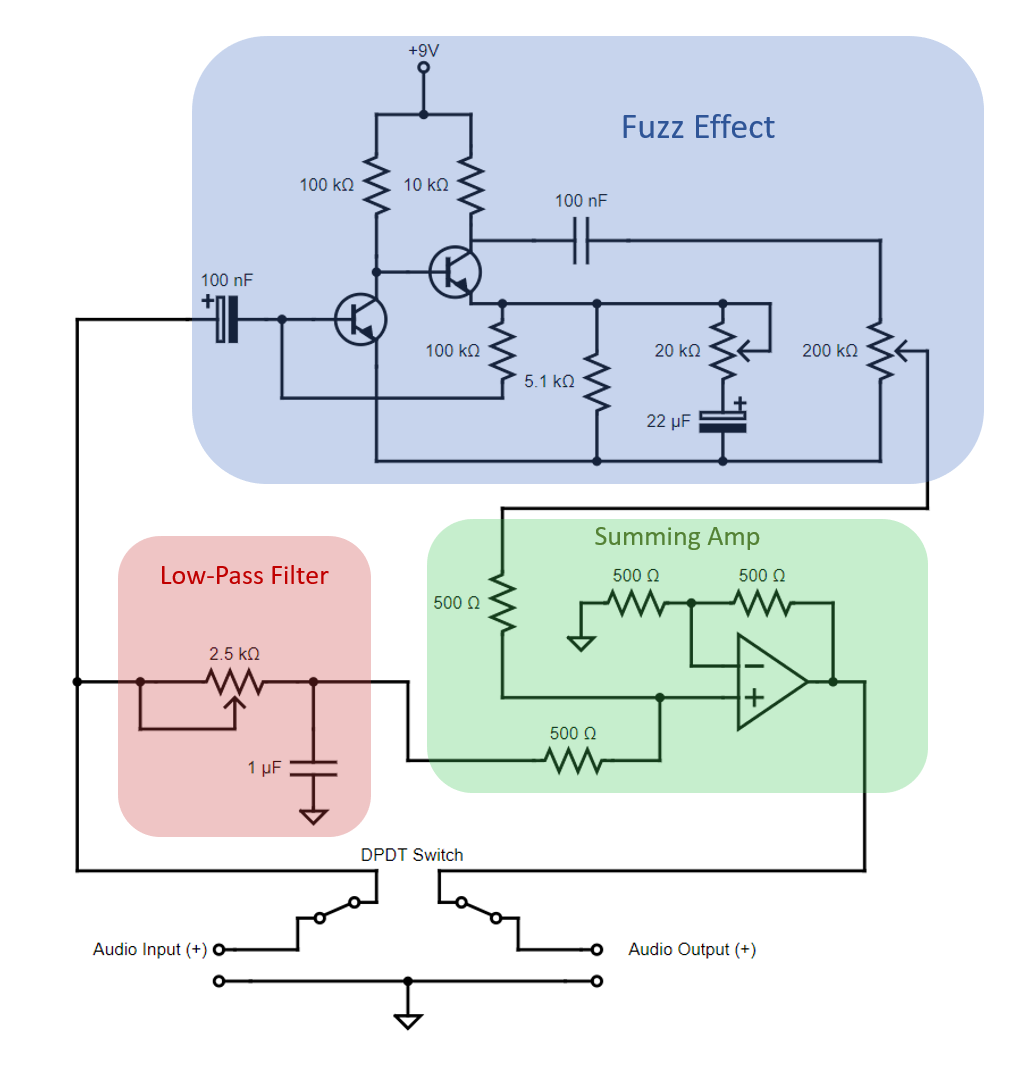 +9V
Fuzz Effect
100 kΩ
10 kΩ
100 nF
100 nF
+
100 kΩ
20 kΩ
200 kΩ
5.1 kΩ
+
22 µF
Summing Amp
Low-Pass Filter
500 Ω
500 Ω
500 Ω
2.5 kΩ
−
+
500 Ω
1 µF
DPDT Switch
Audio Input (+)
Audio Output (+)